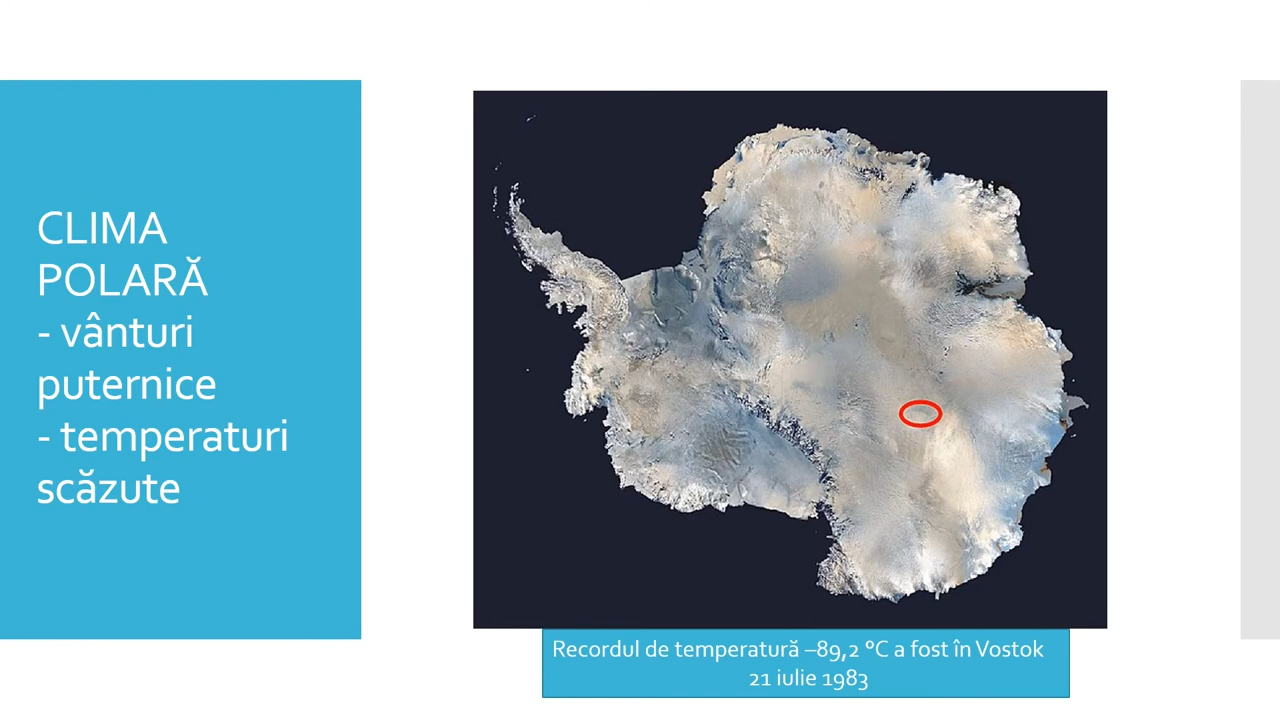 CLIMA
POLARĂ
- vânturi
puternice
- temperaturi
scăzute
Recordul de temperatură –89,2 °C a fost în Vostok
21 iulie 1983